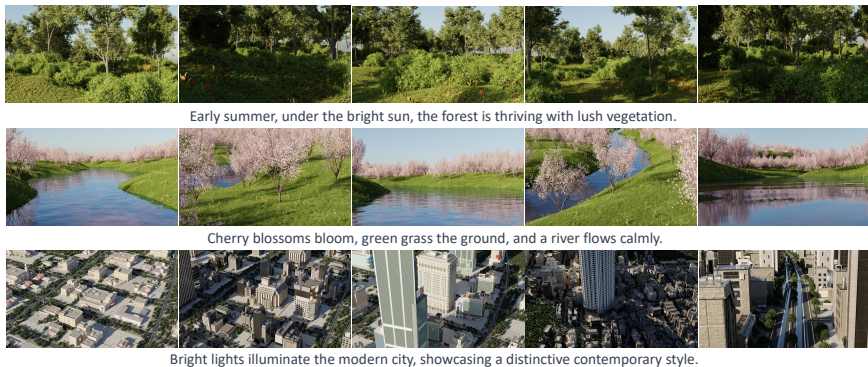 Early summer, under the bright sun, the forest is thriving with lush vegetation.
Cherry blossoms bloom, green grass the ground, and a river flows calmly.
Bright lights illuminate the modern city, showcasing a distinctive contemporary style.